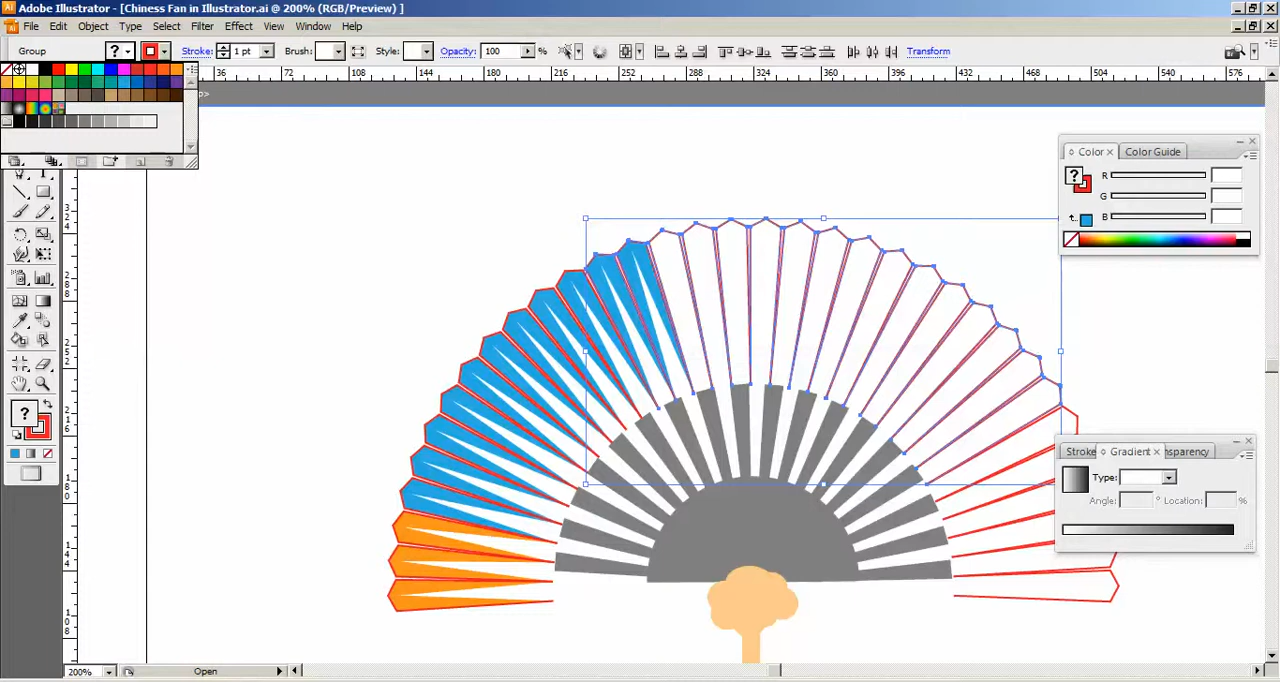 Adobe Illustrator - [Chiness Fan in Illustrator.ai @ 200% (RGB/Preview) ]
File Edit Object Type Select Filter Effect View Window Help
Group ? Stroke: 1 pt Brush: Style: Opacity: 100 % Transform
36 72 108 144 180 216 252 288 324 360 396 432 468 504 540 576
p>
Color Color Guide
? R
G
B
Stroke Gradient nsparency
Type:
Angle: ° Location: %
T
?
200% Open